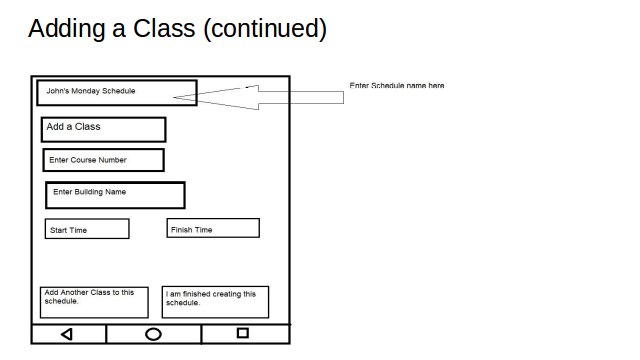 Adding a Class (continued)
John's Monday Schedule
Enter Schedule name here
Add a Class
Enter Course Number
Enter Building Name
Start Time
Finish Time
Add Another Class to this
schedule.
I am finished creating this
schedule.